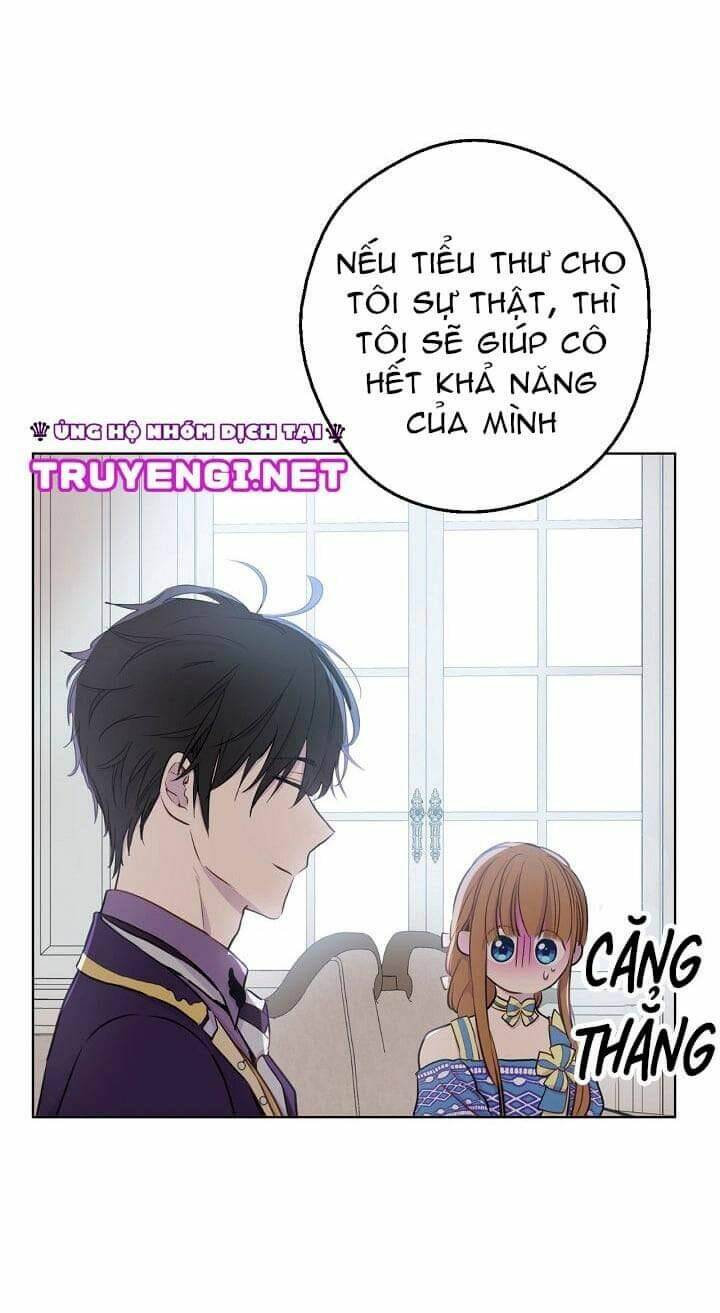 NẾU TIỂU THƯ CHO
TÔI SỰ THẬT, THÌ
TÔI SẼ GIÚP CÔ
HẾT KHẢ NĂNG
CỦA MÌNH
ỦNG HỘ NHÓM DỊCH TẠI
TRUYENGI.NET
CĂNG
THẲNG